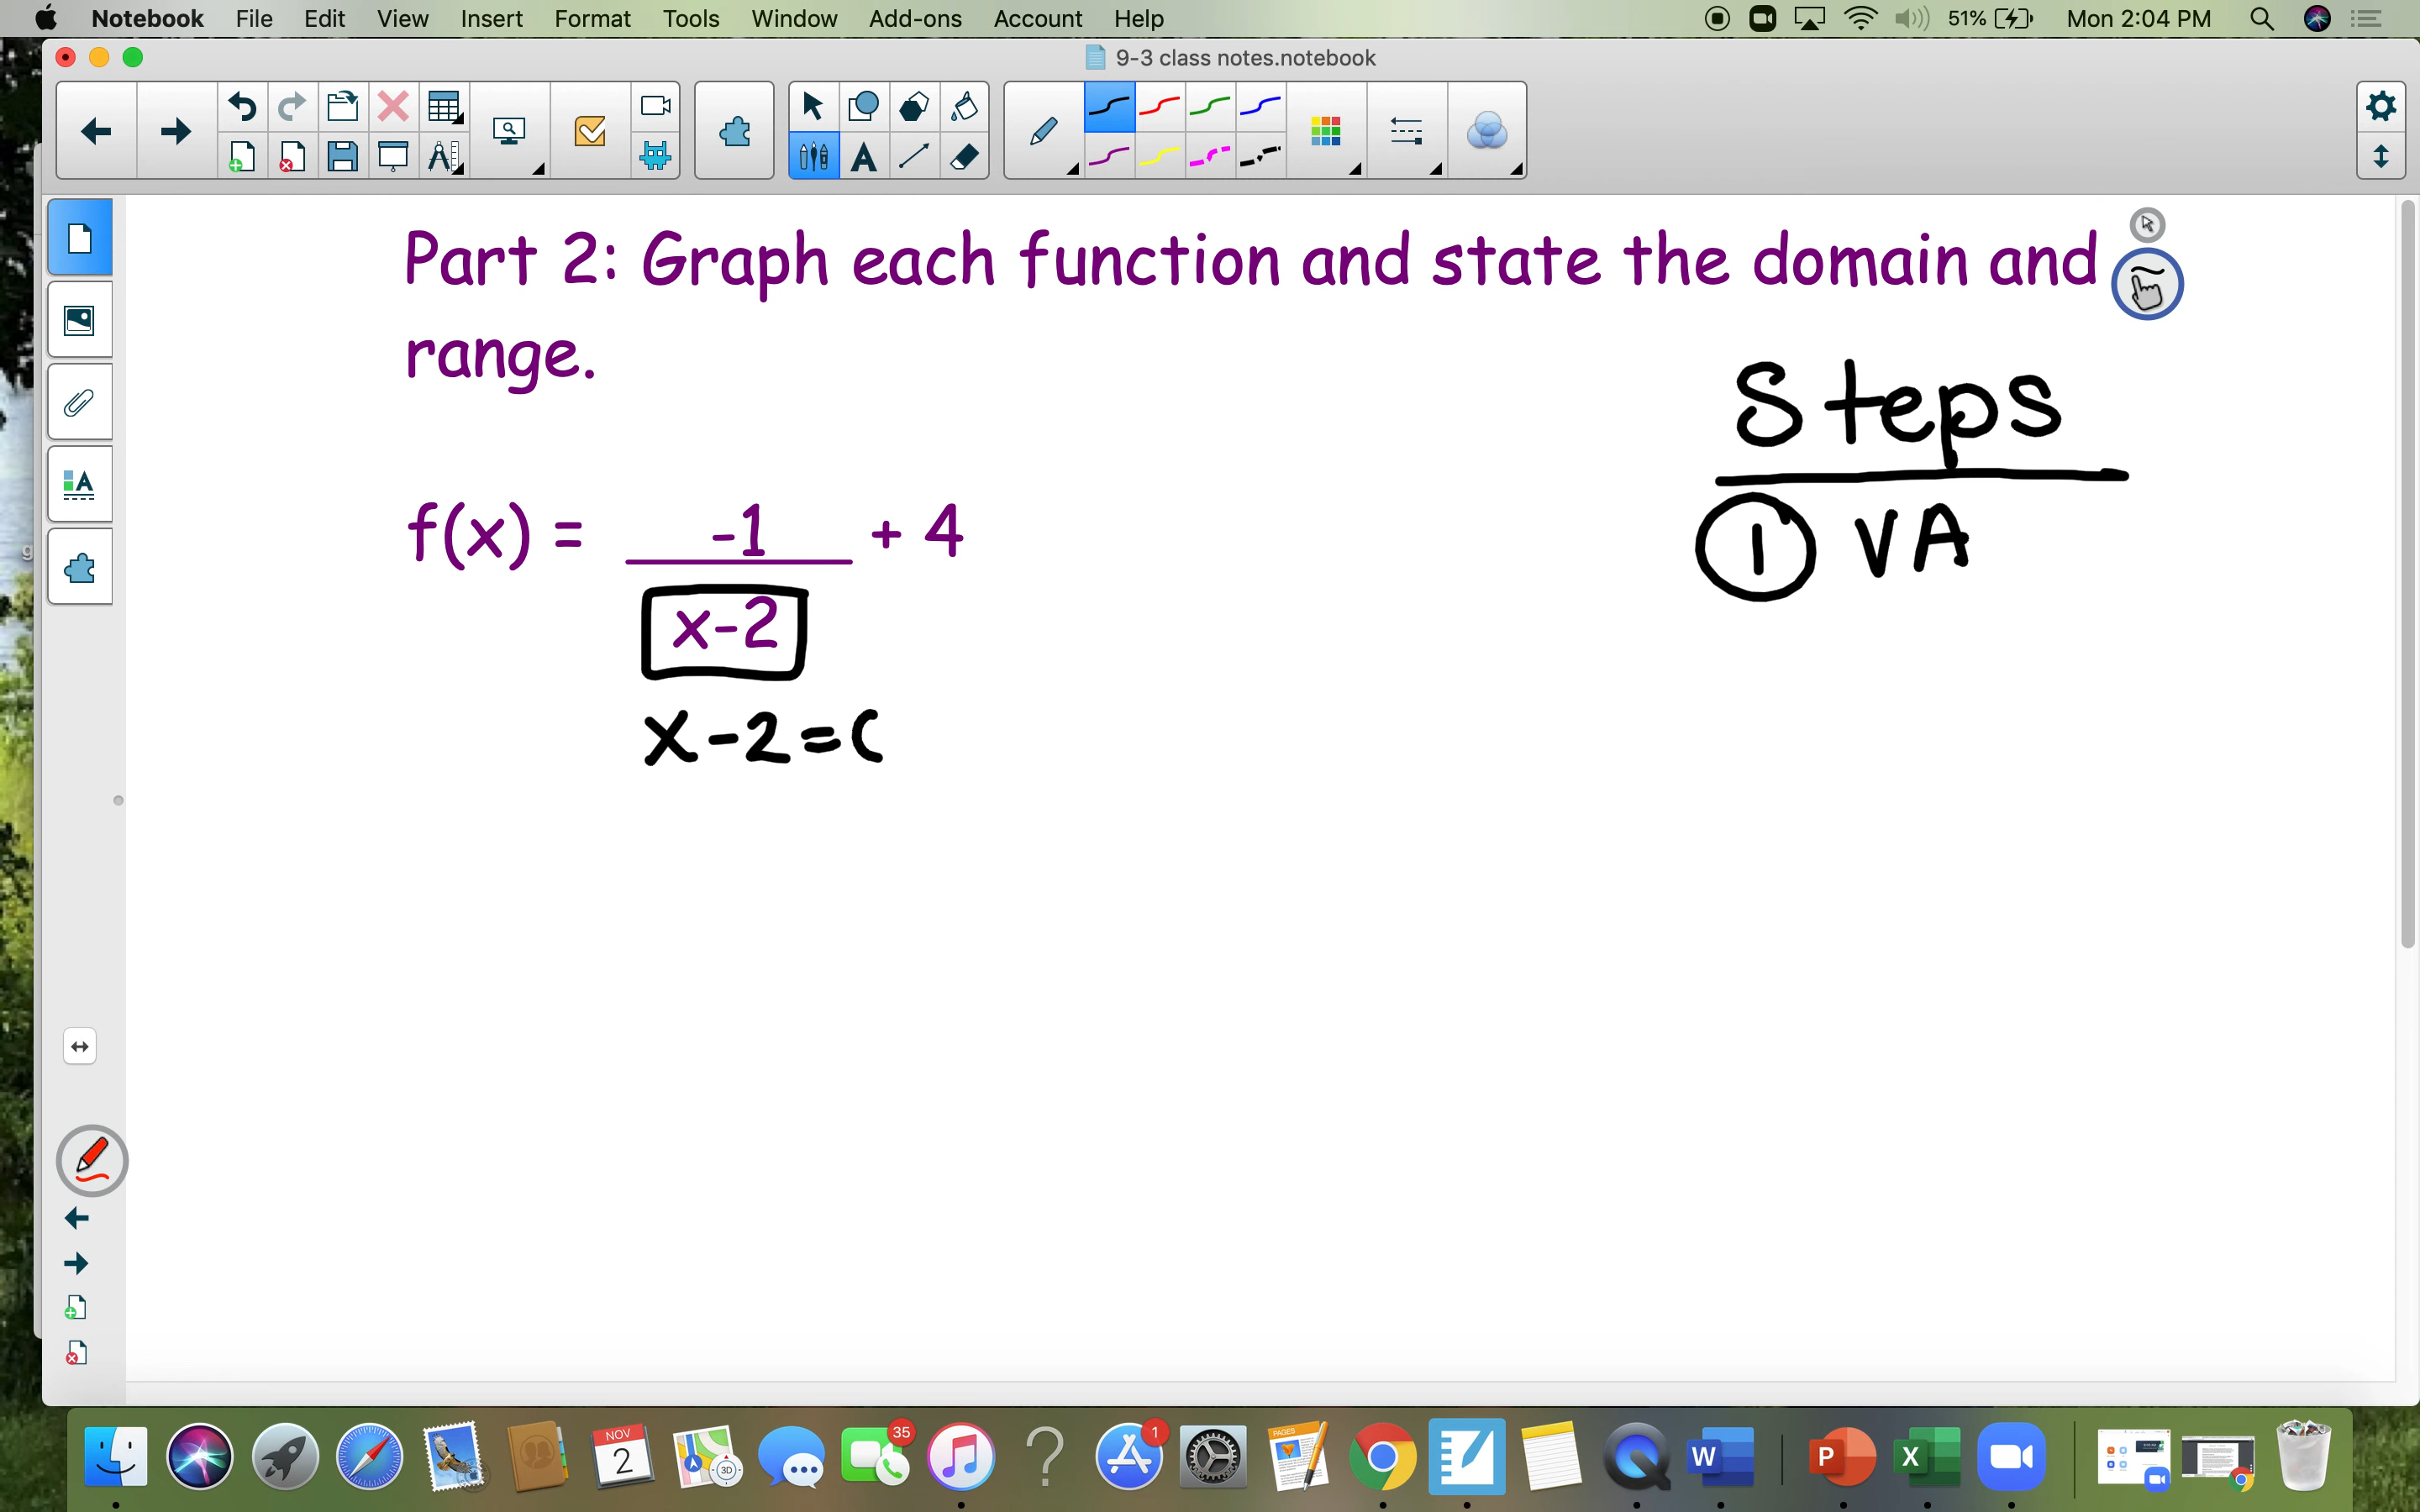 Notebook File Edit View Insert Format Tools Window Add-ons Account Help 51% Mon 2:04 PM
9-3 class notes.notebook
Part 2: Graph each function and state the domain and
range.
Steps
f(x) = -1 + 4
x-2
① VA
x-2=(
NOV
2
3D
35
1
PAGES
W
P
X